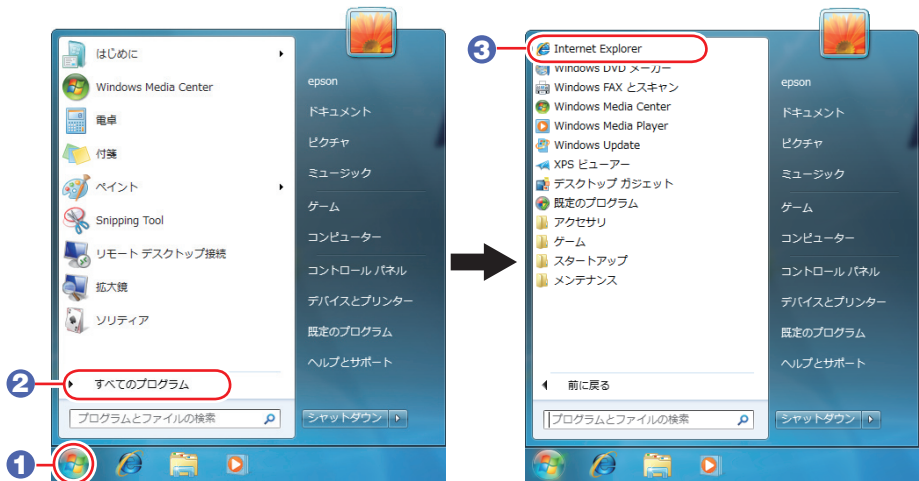 はじめに
Windows Media Center
電卓
付箋
ペイント
Snipping Tool
リモート デスクトップ接続
拡大鏡
ソリティア
2
すべてのプログラム
プログラムとファイルの検索
1
epson
ドキュメント
ピクチャ
ミュージック
ゲーム
コンピューター
コントロール パネル
デバイスとプリンター
既定のプログラム
ヘルプとサポート
シャットダウン
3
Internet Explorer
Windows DVD メーカー
Windows FAX とスキャン
Windows Media Center
Windows Media Player
Windows Update
XPS ビューアー
デスクトップ ガジェット
既定のプログラム
アクセサリ
ゲーム
スタートアップ
メンテナンス
前に戻る
プログラムとファイルの検索
epson
ドキュメント
ピクチャ
ミュージック
ゲーム
コンピューター
コントロール パネル
デバイスとプリンター
既定のプログラム
ヘルプとサポート
シャットダウン